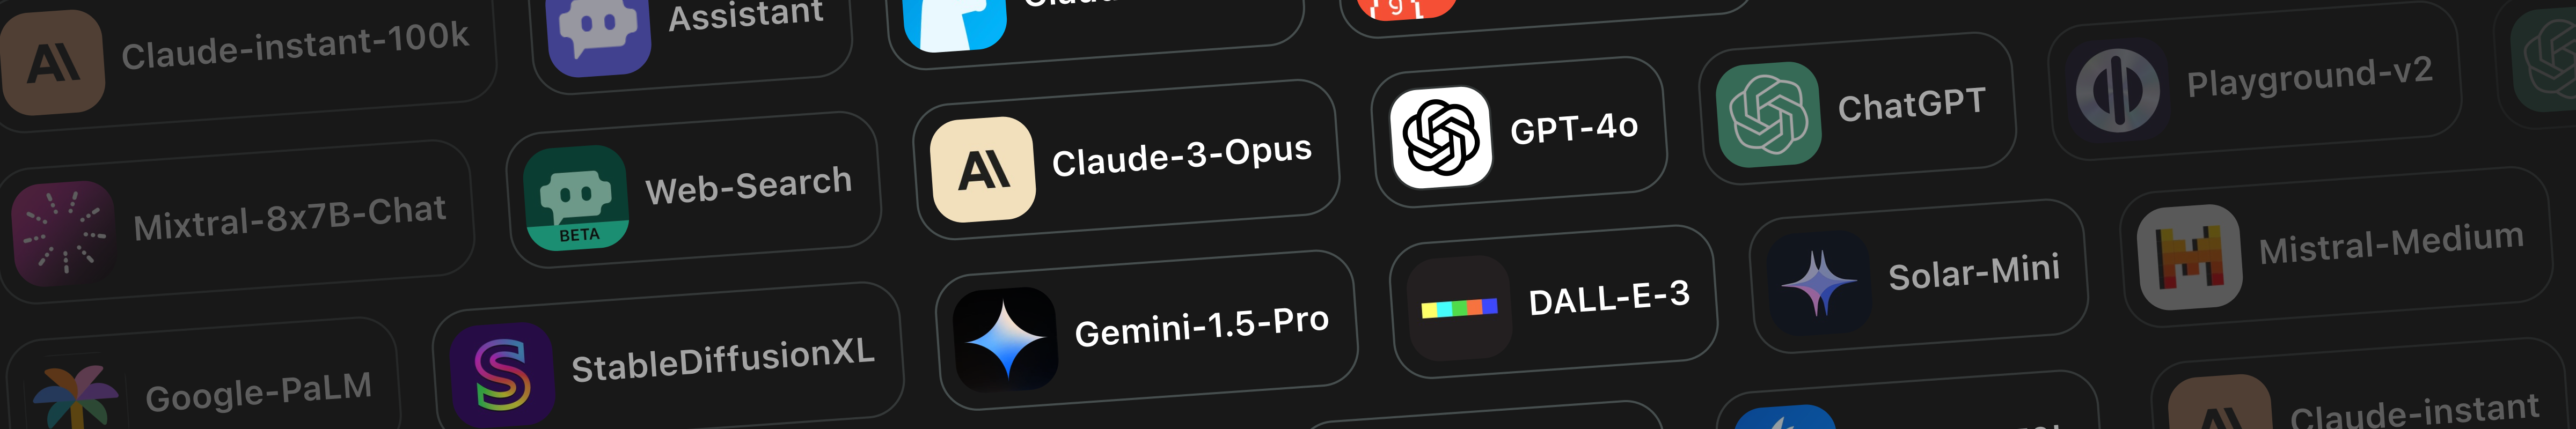 Claude-instant-100k
Assistant
Playground-v2
ChatGPT
GPT-4o
Claude-3-Opus
Web-Search
BETA
Mixtral-8x7B-Chat
Mistral-Medium
Solar-Mini
DALL-E-3
Gemini-1.5-Pro
StableDiffusionXL
Google-PaLM
Claude-instant